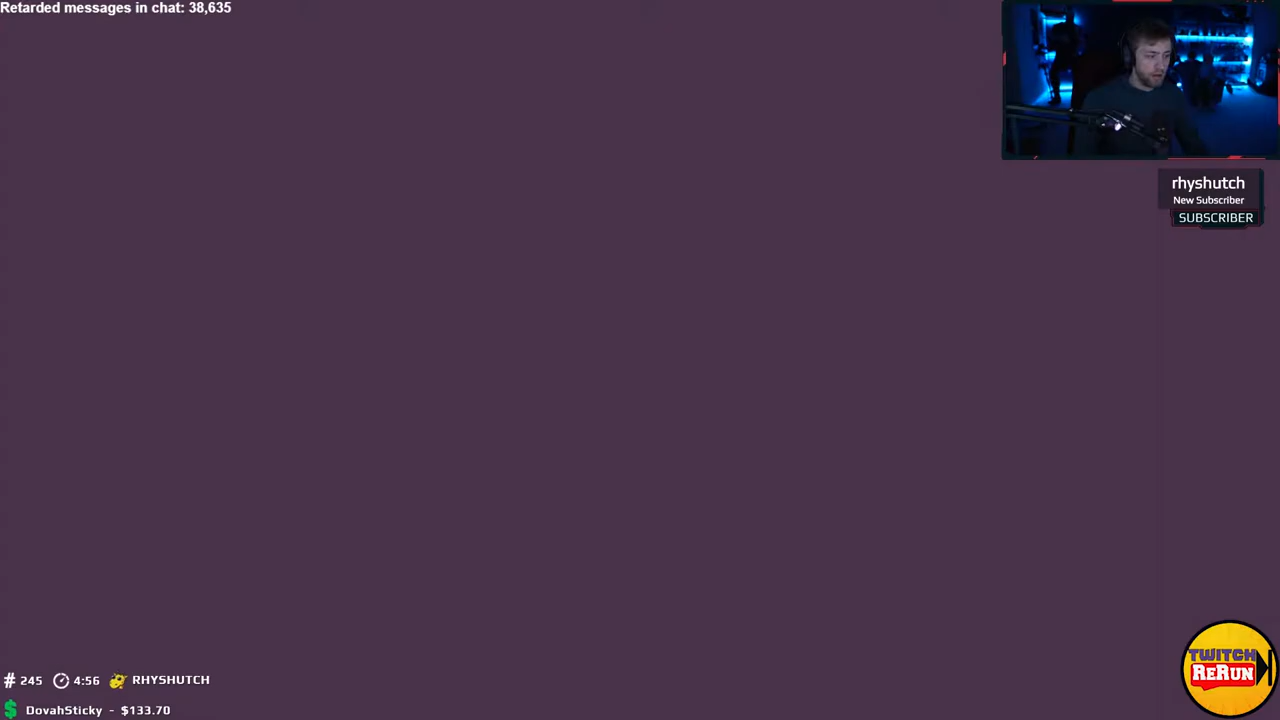 Retarded messages in chat: 38,635
rhyshutch
New Subscriber
SUBSCRIBER
# 245 4:56 RHYSHUTCH
$ DovahSticky - $133.70
TWITCH
ReRUN